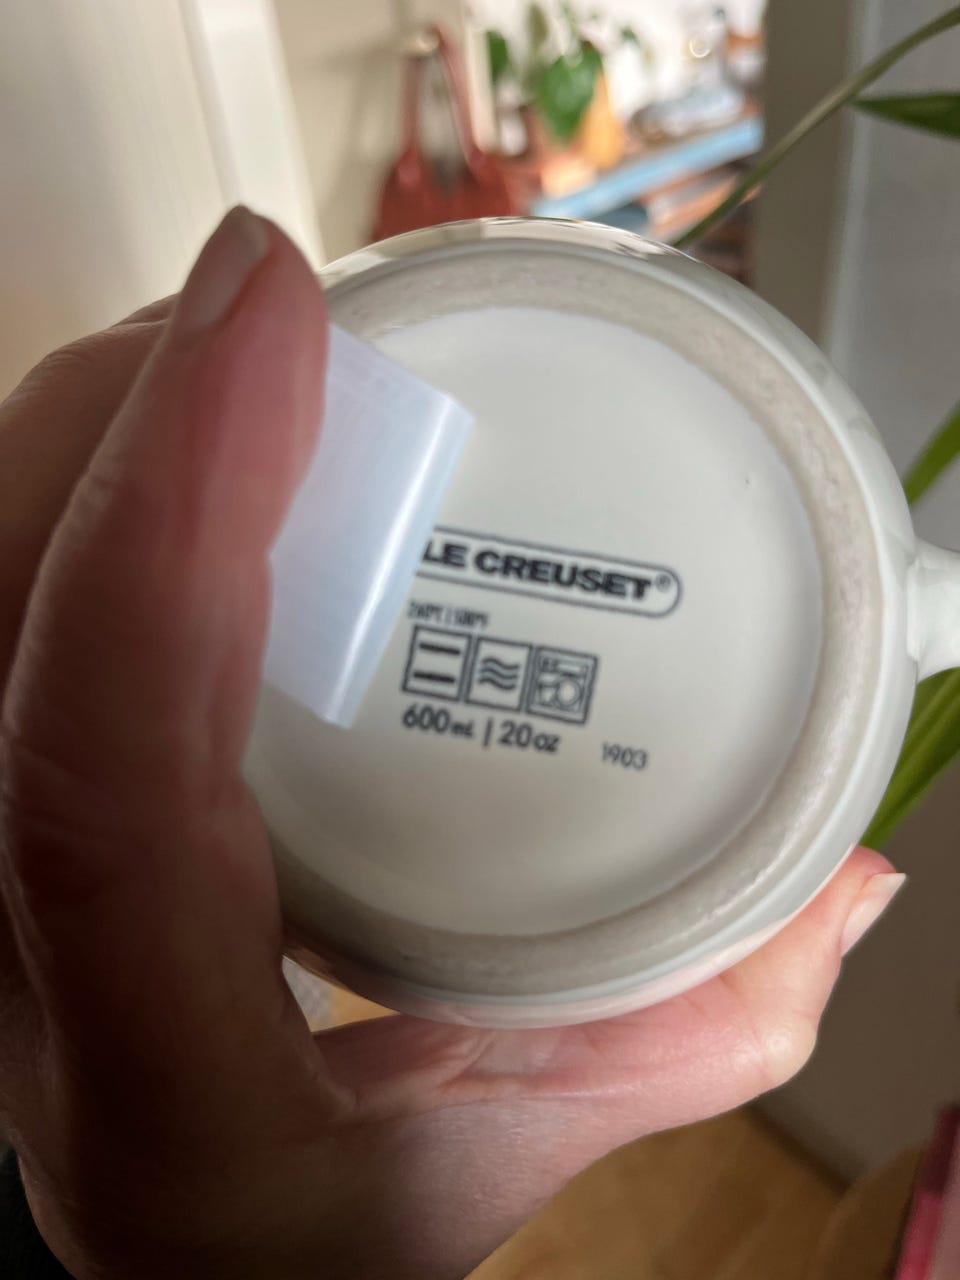 LE CREUSET®
600mL | 20oz
1903